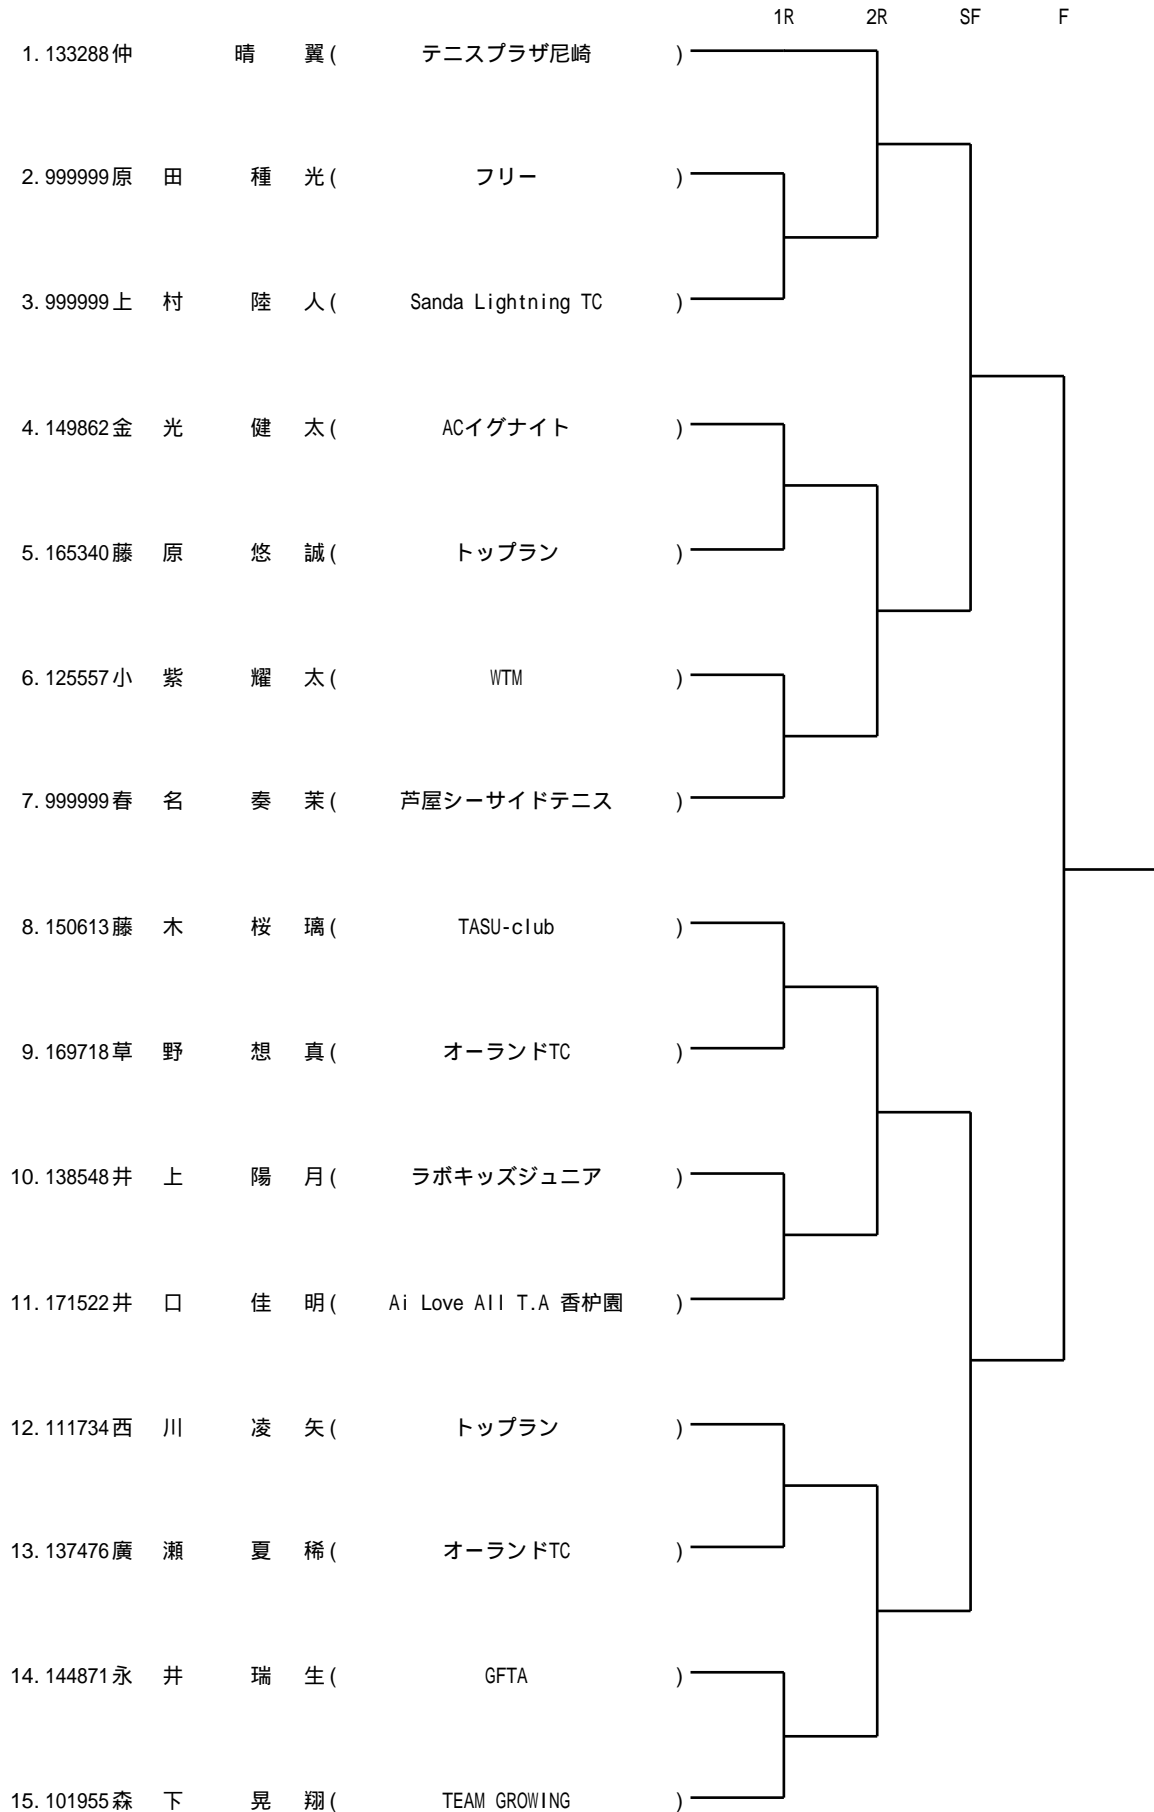 1R 2R SF F
1. 133288 仲 晴 翼 ( テニスプラザ尼崎 )
2. 999999 原 田 種 光 ( フリー )
3. 999999 上 村 陸 人 ( Sanda Lightning TC )
4. 149862 金 光 健 太 ( ACイグナイト )
5. 165340 藤 原 悠 誠 ( トップラン )
6. 125557 小 紫 耀 太 ( WTM )
7. 999999 春 名 奏 茉 ( 芦屋シーサイドテニス )
8. 150613 藤 木 桜 璃 ( TASU-club )
9. 169718 草 野 想 真 ( オーランドTC )
10. 138548 井 上 陽 月 ( ラボキッズジュニア )
11. 171522 井 口 佳 明 ( Ai Love All T.A 香枦園 )
12. 111734 西 川 凌 矢 ( トップラン )
13. 137476 廣 瀬 夏 稀 ( オーランドTC )
14. 144871 永 井 瑞 生 ( GFTA )
15. 101955 森 下 晃 翔 ( TEAM GROWING )